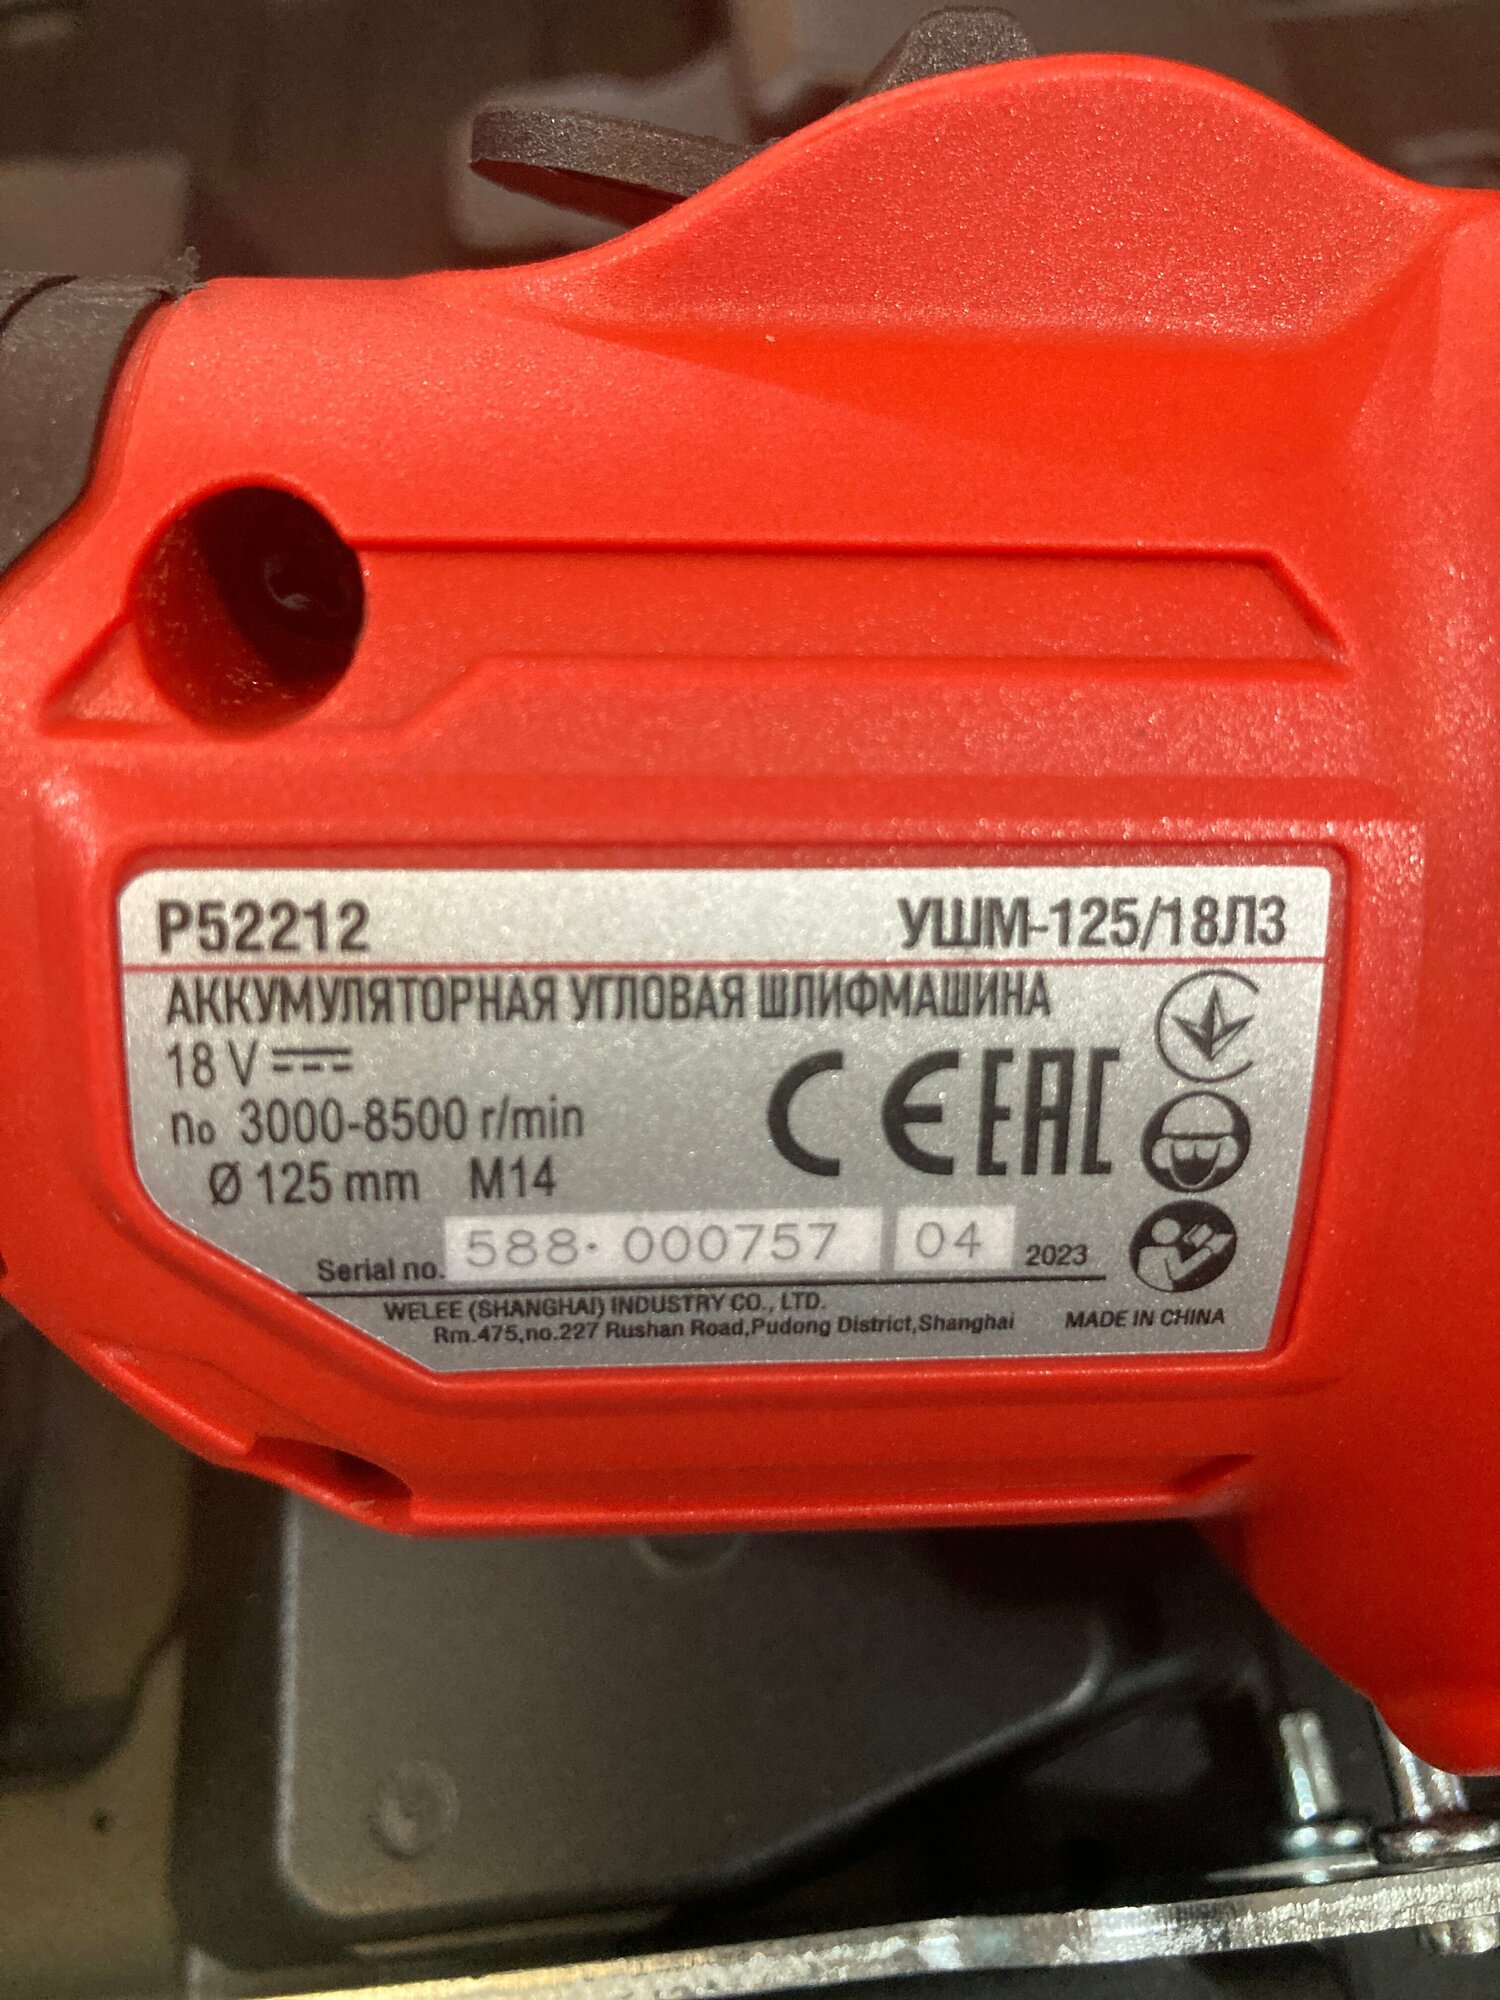 P52212 УШМ-125/18ЛЗ
АККУМУЛЯТОРНАЯ УГЛОВАЯ ШЛИФМАШИНА
18 V
no 3000-8500 r/min
Ø 125 mm M14
CE EAC
Serial no. 588· 000757 04 2023
WELEE (SHANGHAI) INDUSTRY CO., LTD.
Rm.475,no.227 Rushan Road,Pudong District,Shanghai MADE IN CHINA